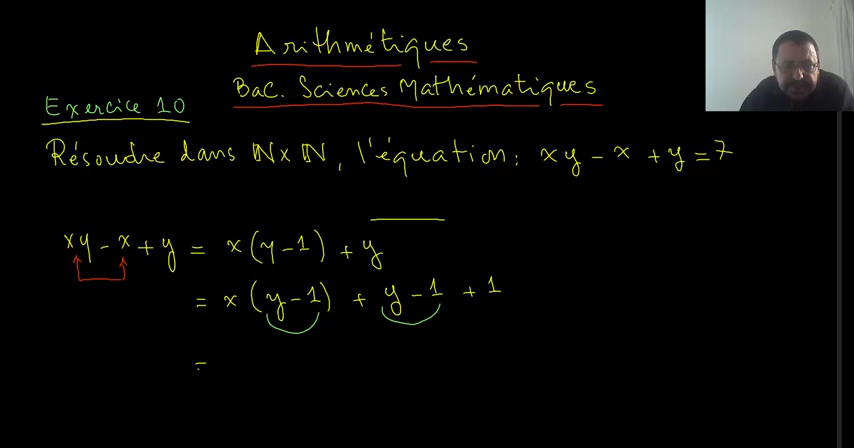 Arithmétiques
Bac. Sciences Mathématiques
Exercice 10
Résoudre dans ℕ×ℕ, l'équation: xy - x + y = 7
xy - x + y = x(y-1) + y
= x(y-1) + y-1 + 1
=